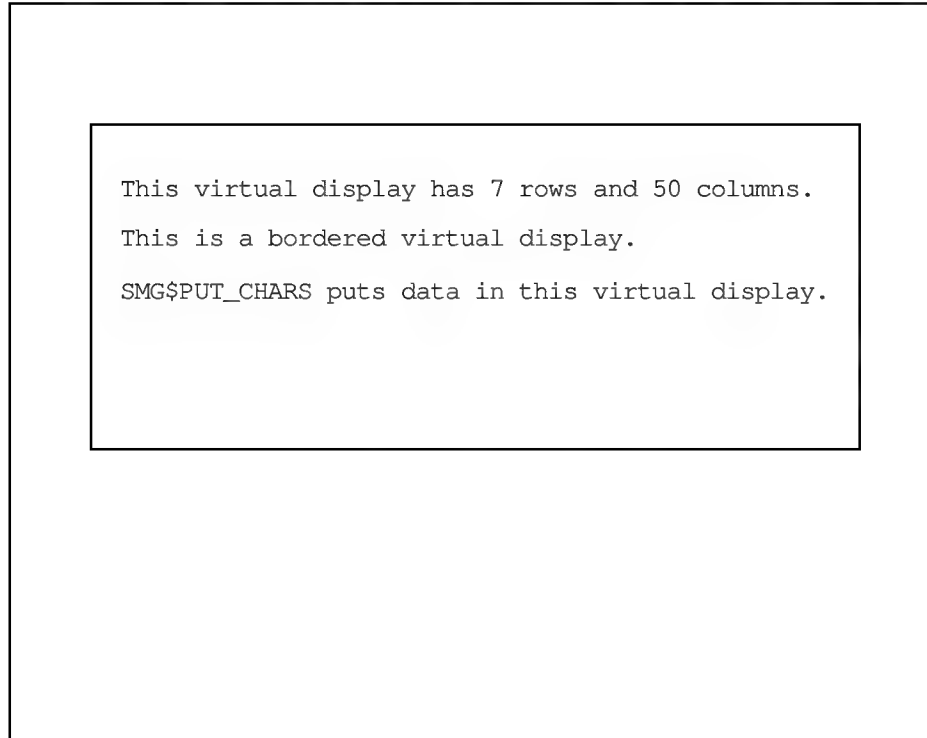 This virtual display has 7 rows and 50 columns.
This is a bordered virtual display.
SMG$PUT_CHARS puts data in this virtual display.